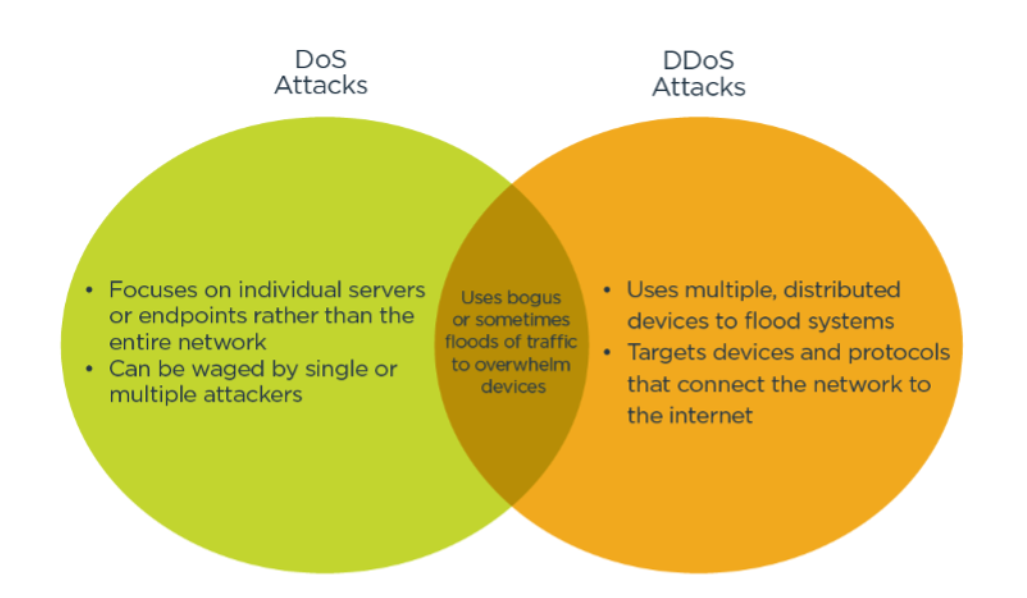 DoS
Attacks
DDoS
Attacks
• Focuses on individual servers
or endpoints rather than the
entire network
• Can be waged by single or
multiple attackers
Uses bogus
or sometimes
floods of traffic
to overwhelm
devices
• Uses multiple, distributed
devices to flood systems
• Targets devices and protocols
that connect the network to
the internet